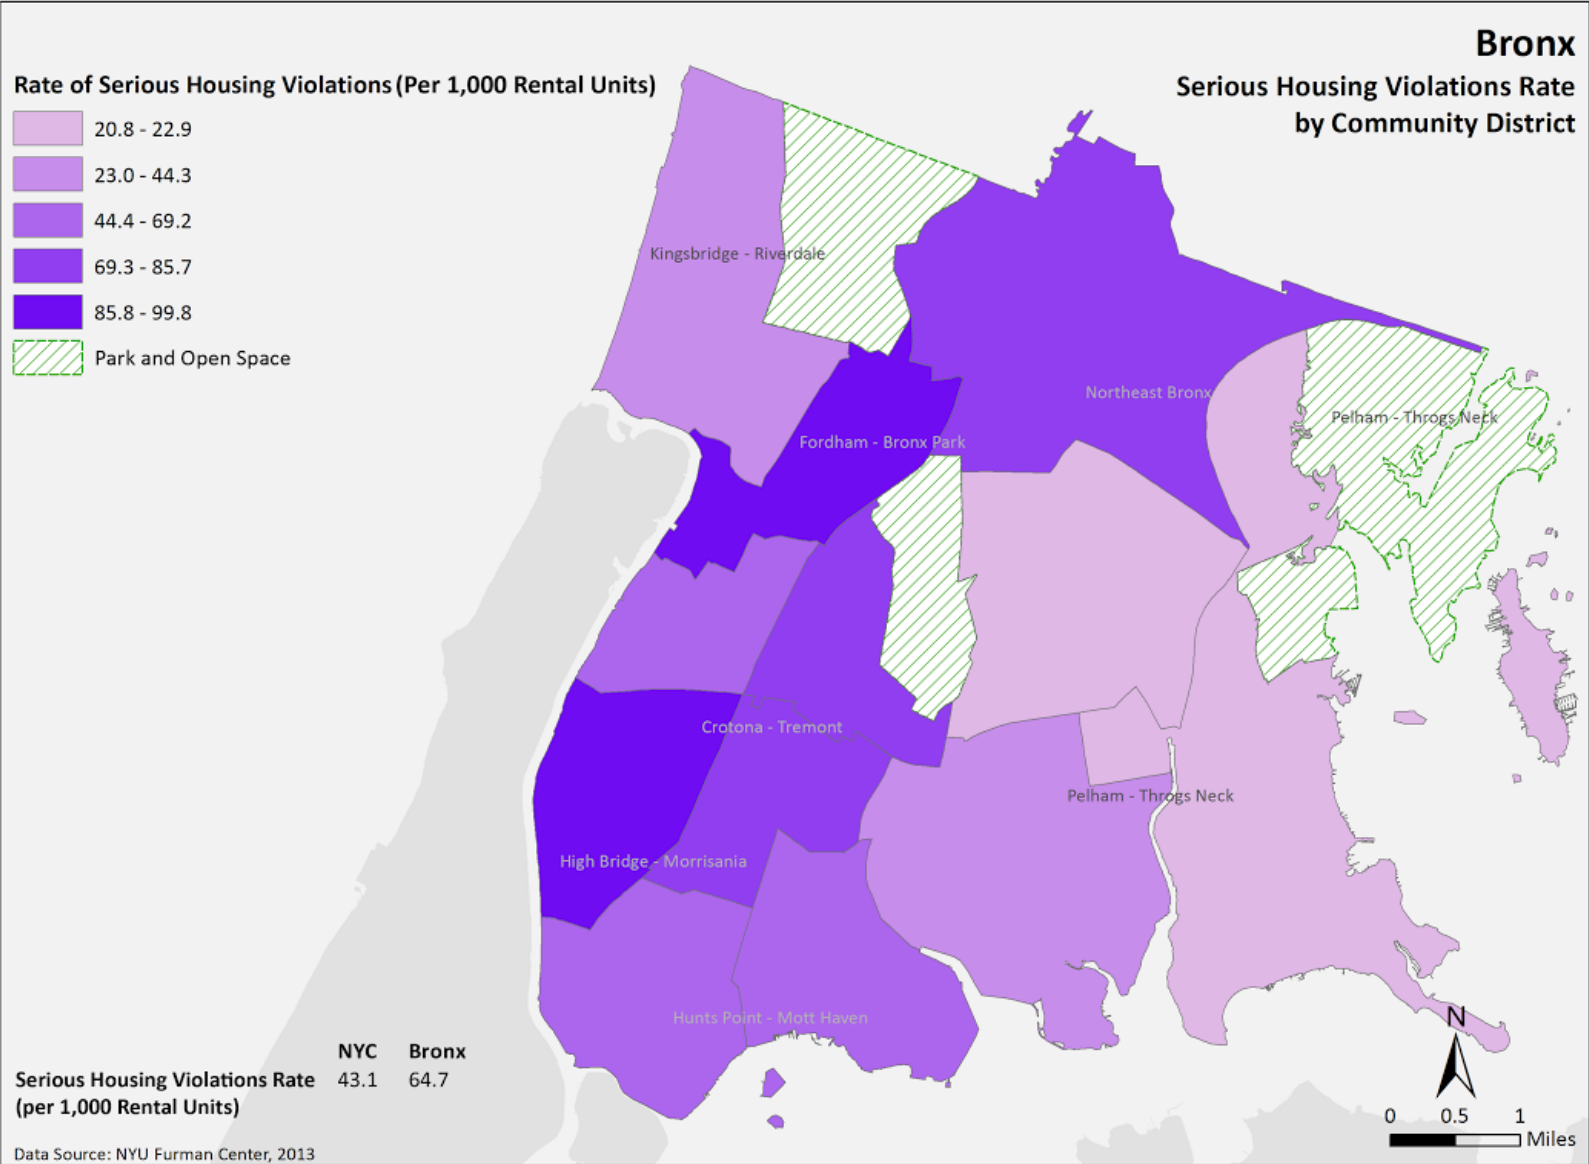 Bronx
Serious Housing Violations Rate
by Community District
Rate of Serious Housing Violations (Per 1,000 Rental Units)
20.8 - 22.9
23.0 - 44.3
44.4 - 69.2
69.3 - 85.7
85.8 - 99.8
Park and Open Space
Kingsbridge - Riverdale
Northeast Bronx
Pelham - Throgs Neck
Fordham - Bronx Park
Crotona - Tremont
Pelham - Throgs Neck
High Bridge - Morrisania
Hunts Point - Mott Haven
NYC Bronx
Serious Housing Violations Rate 43.1 64.7
(per 1,000 Rental Units)
Data Source: NYU Furman Center, 2013
N
0 0.5 1
Miles